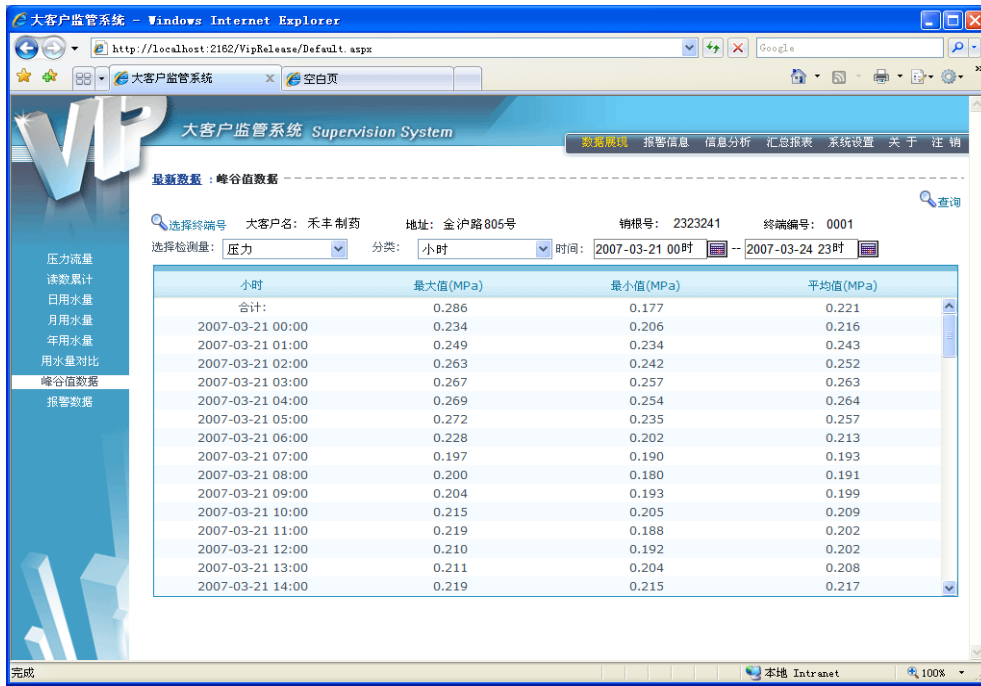 大客户监管系统 - Windows Internet Explorer
http://localhost:2162/VipRelease/Default.aspx
Google
大客户监管系统
空白页
VIP
大客户监管系统 Supervision System
数据展现 报警信息 信息分析 汇总报表 系统设置 关于 注销
最新数据 : 峰谷值数据
查询
选择终端号 大客户名: 禾丰制药 地址: 金沪路805号 销根号: 2323241 终端编号: 0001
选择检测量: 压力 分类: 小时 时间: 2007-03-21 00时 -- 2007-03-24 23时
压力流量
读数累计
日用水量
月用水量
年用水量
用水量对比
峰谷值数据
报警数据
小时 最大值(MPa) 最小值(MPa) 平均值(MPa)
合计: 0.286 0.177 0.221
2007-03-21 00:00 0.234 0.206 0.216
2007-03-21 01:00 0.249 0.234 0.243
2007-03-21 02:00 0.263 0.242 0.252
2007-03-21 03:00 0.267 0.257 0.263
2007-03-21 04:00 0.269 0.254 0.264
2007-03-21 05:00 0.272 0.235 0.257
2007-03-21 06:00 0.228 0.202 0.213
2007-03-21 07:00 0.197 0.190 0.193
2007-03-21 08:00 0.200 0.180 0.191
2007-03-21 09:00 0.204 0.193 0.199
2007-03-21 10:00 0.215 0.205 0.209
2007-03-21 11:00 0.219 0.188 0.202
2007-03-21 12:00 0.210 0.192 0.202
2007-03-21 13:00 0.211 0.204 0.208
2007-03-21 14:00 0.219 0.215 0.217
完成 本地 Intranet 100%